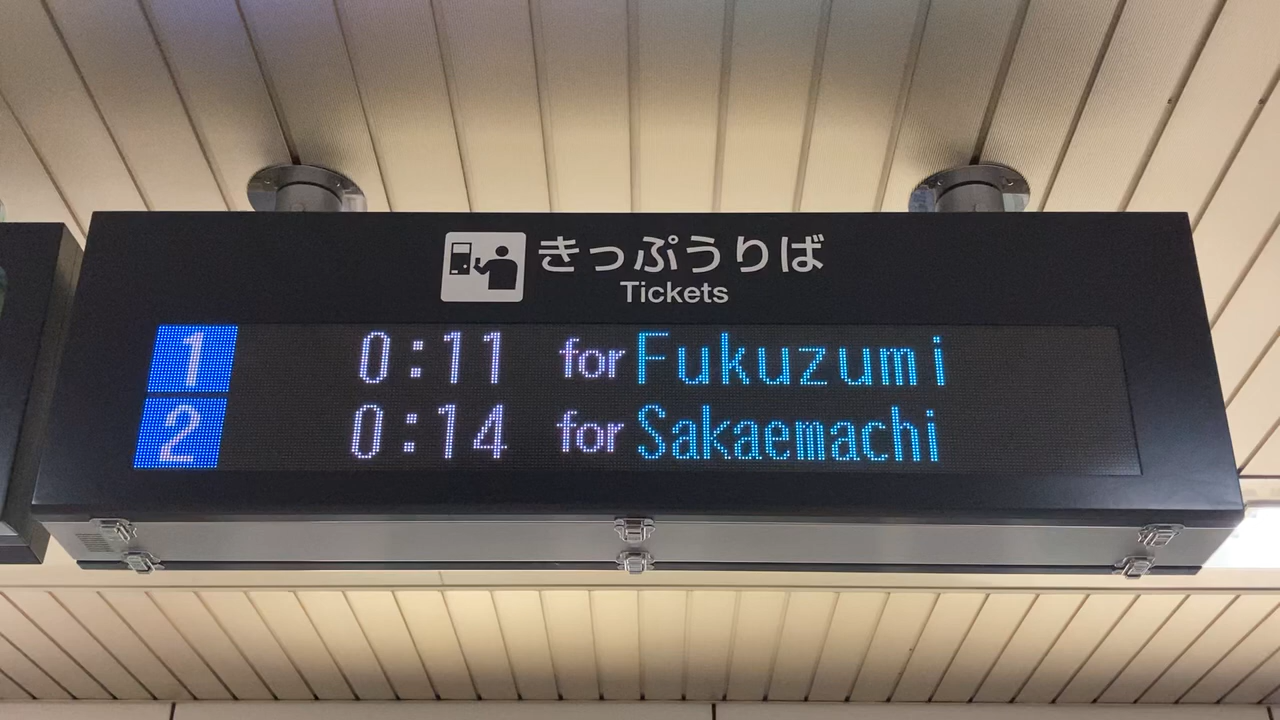 きっぷうりば
Tickets
1 0:11 for Fukuzumi
2 0:14 for Sakaemachi